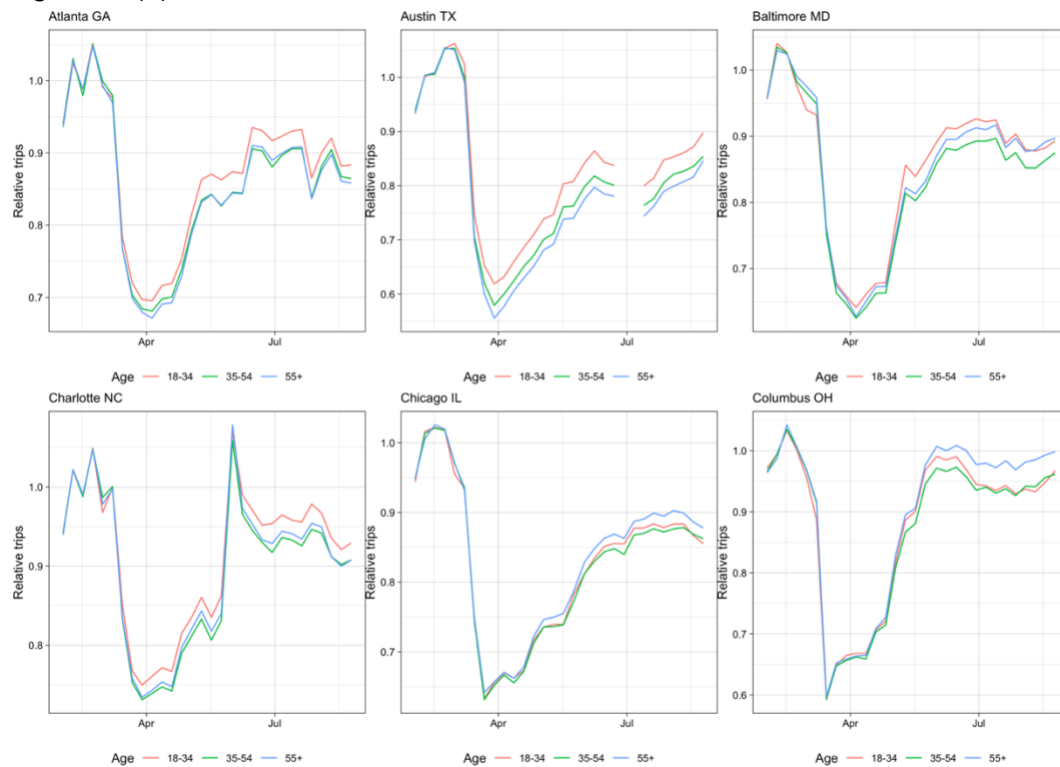 Atlanta GA
Austin TX
Baltimore MD
Relative trips
1.0
0.9
0.8
0.7
Apr
Jul
Relative trips
1.0
0.8
0.6
Apr
Jul
Relative trips
1.0
0.9
0.8
0.7
Apr
Jul
Age 18-34 35-54 55+
Age 18-34 35-54 55+
Age 18-34 35-54 55+
Charlotte NC
Chicago IL
Columbus OH
Relative trips
1.0
0.9
0.8
Apr
Jul
Relative trips
1.0
0.9
0.8
0.7
Apr
Jul
Relative trips
1.0
0.9
0.8
0.7
0.6
Apr
Jul
Age 18-34 35-54 55+
Age 18-34 35-54 55+
Age 18-34 35-54 55+